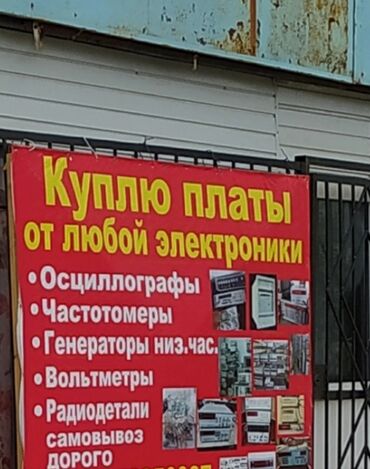 Куплю платы
от любой электроники
•Осциллографы
•Частотомеры
•Генераторы низ.час.
•Вольтметры
•Радиодетали
самовывоз
ДОРОГО